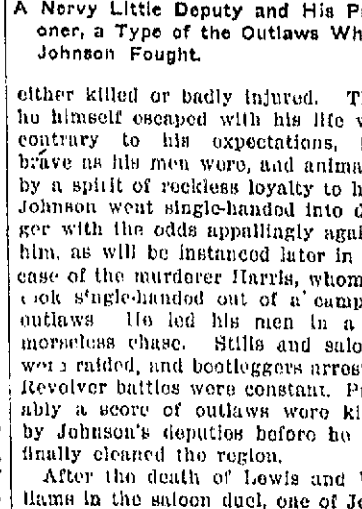 A Nervy Little Deputy and His P
oner, a Type of the Outlaws Wh
Johnson Fought.
either killed or badly injured. T
he himself escaped with his life
contrary to his expectations,
brave as his men were, and anima
by a spirit of reckless loyalty to h
Johnson went single-handed into
ger with the odds appallingly agai
him, as will be instanced later in
case of the murderer Harris, whom
took single-handed out of a camp
outlaws He led his men in a
morseless chase. Stills and salo
were raided, and bootleggers arres
Revolver battles were constant. P
ably a score of outlaws were ki
by Johnson's deputies before he
finally cleaned the region.
After the death of Lewis and
liams in the saloon duel, one of Je